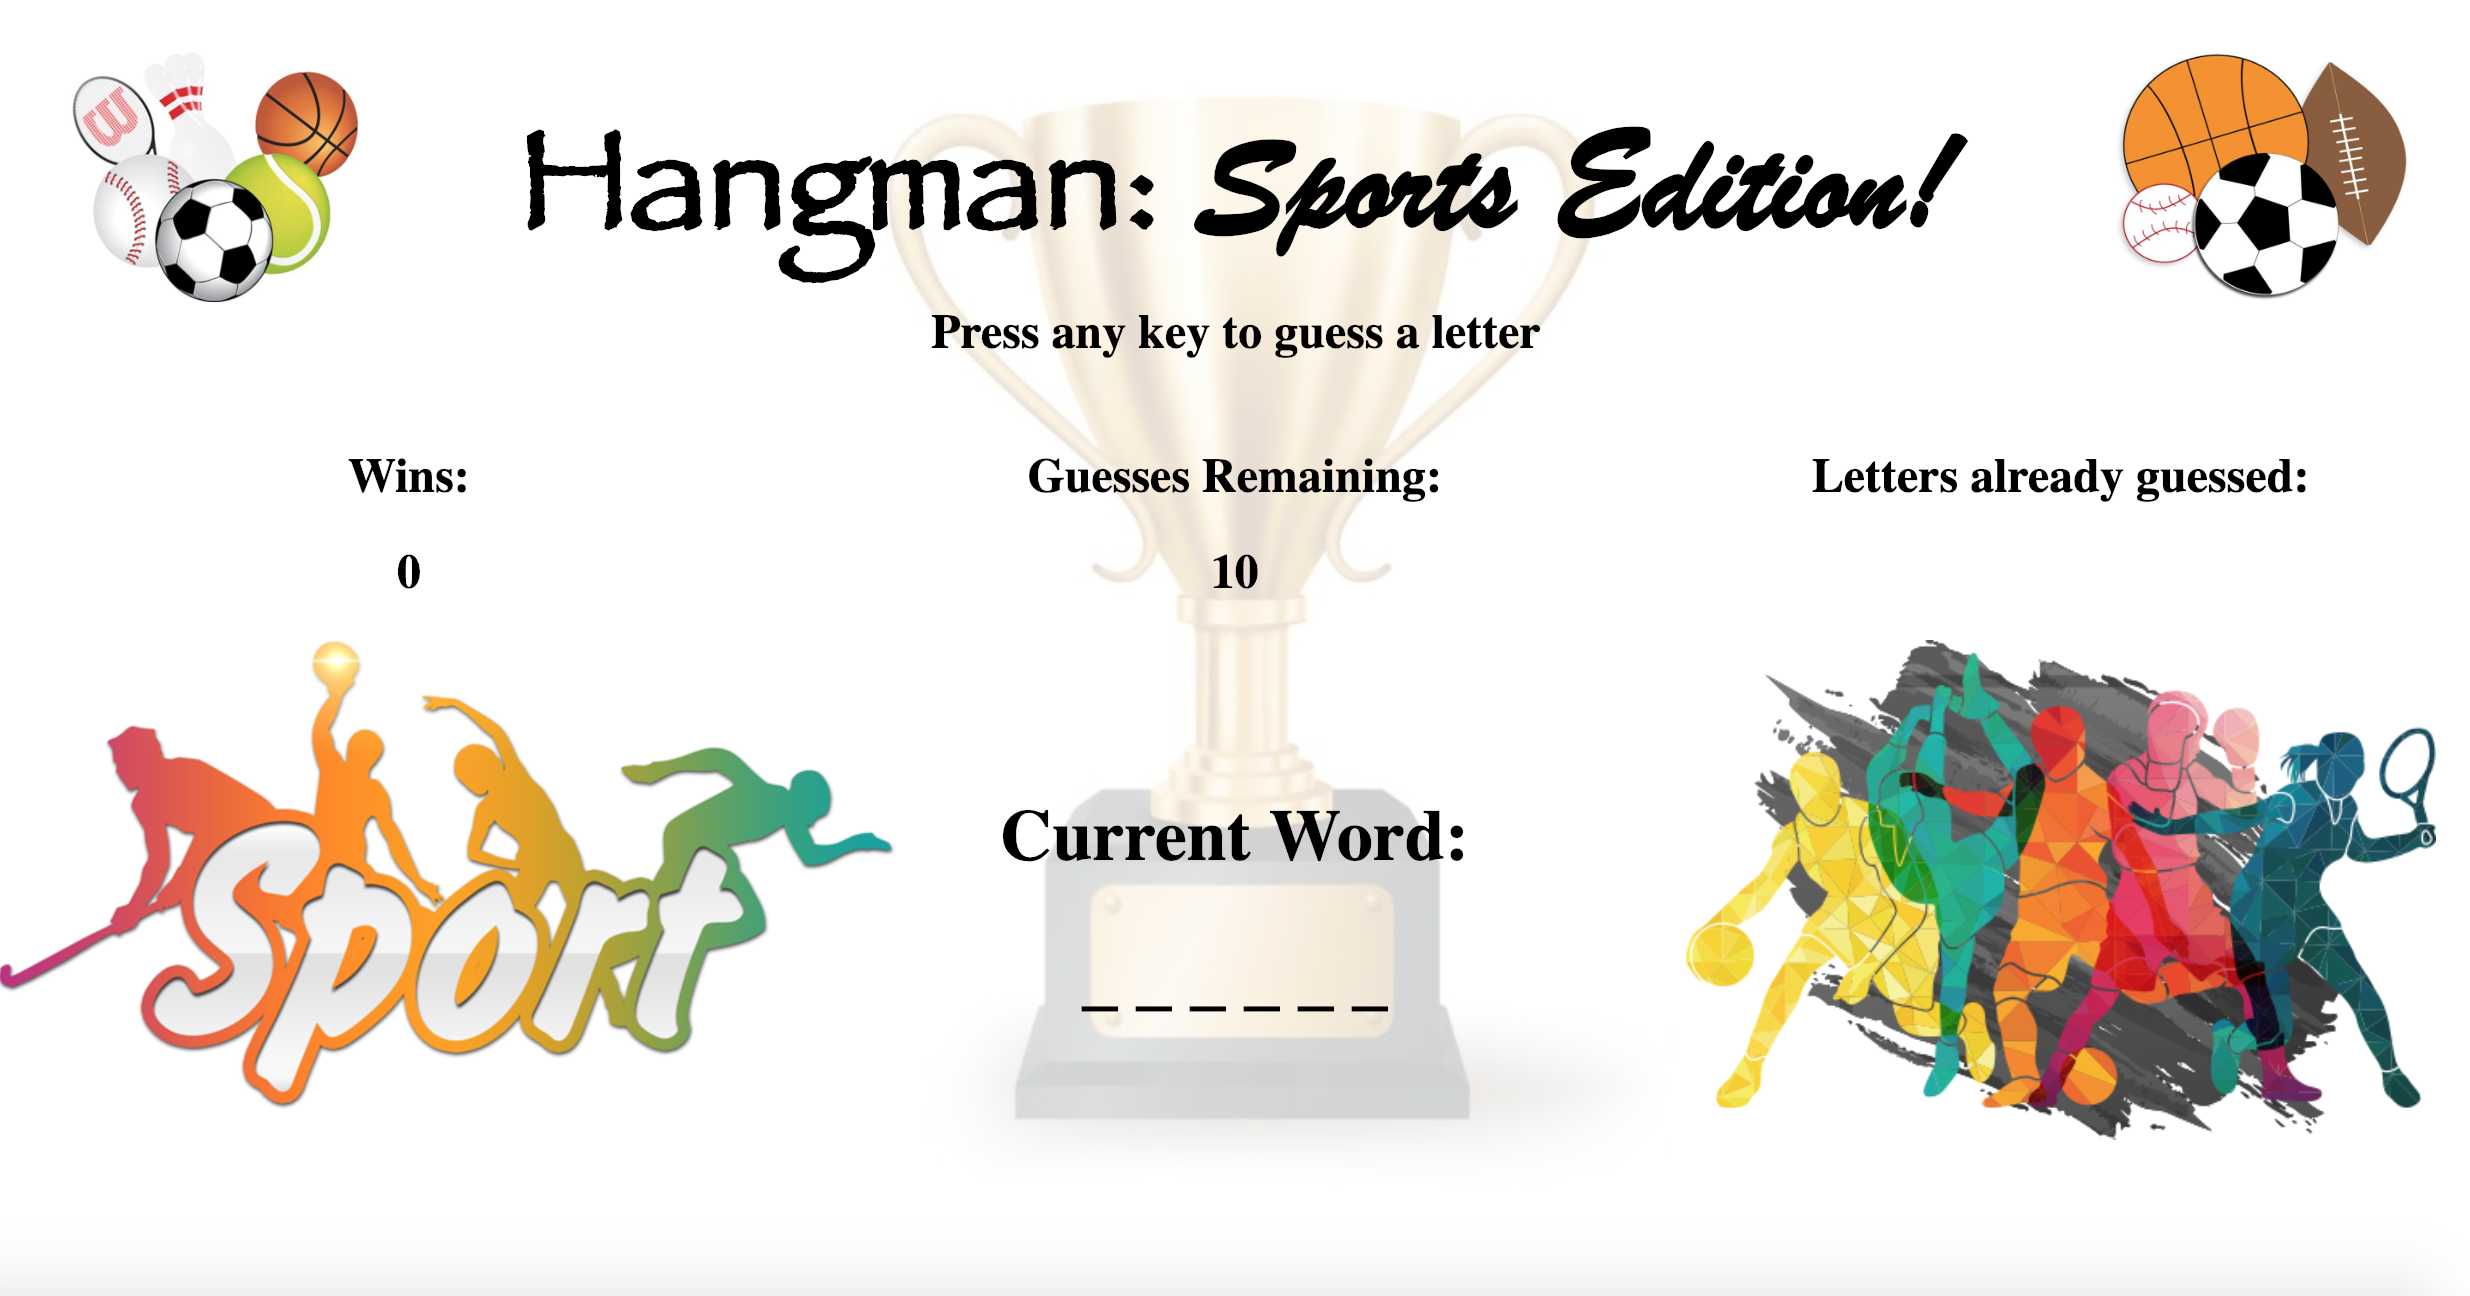 Hangman: Sports Edition!
Press any key to guess a letter
Wins:
Guesses Remaining:
Letters already guessed:
0
10
Sport
Current Word:
_ _ _ _ _ _
W